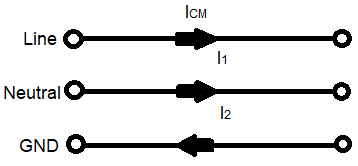 ICM
Line
I1
Neutral
I2
GND